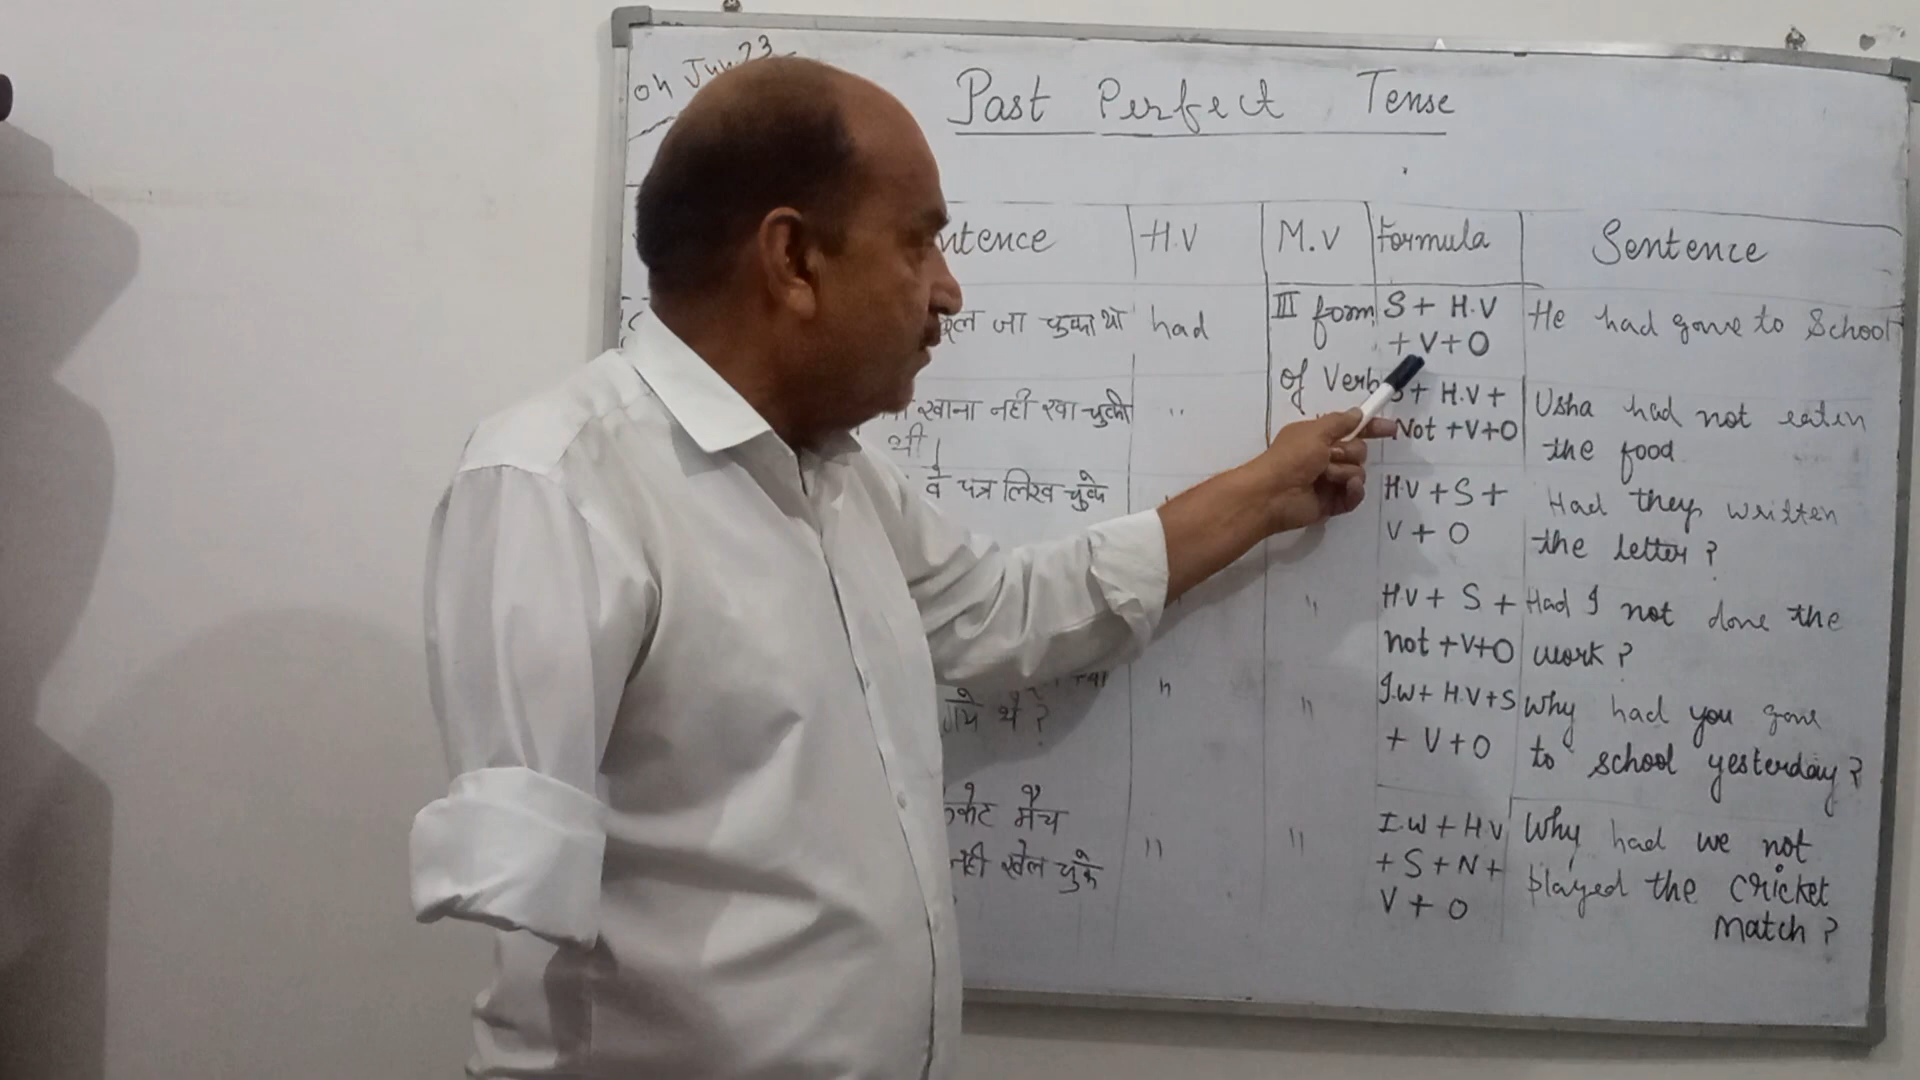 on Jun 23
Past Perfect Tense
ntence H.V M.V Formula Sentence
जा चुका था had III form S + H.V He had gone to School
+ V + O
of Verb S + H.V + Usha had not eaten
खाना नही खा चुकी " Not + V + O the food
थी |
वे पत्र लिख चुके H.V + S + Had they written
V + O the letter ?
" H.V + S + Had I not done the
not + V + O work ?
" " I.W + H.V + S Why had you gone
थे ? + V + O to school yesterday ?
मैच I.W + H.V Why had we not
नही खेल चुके " " + S + N + played the cricket
V + O match ?